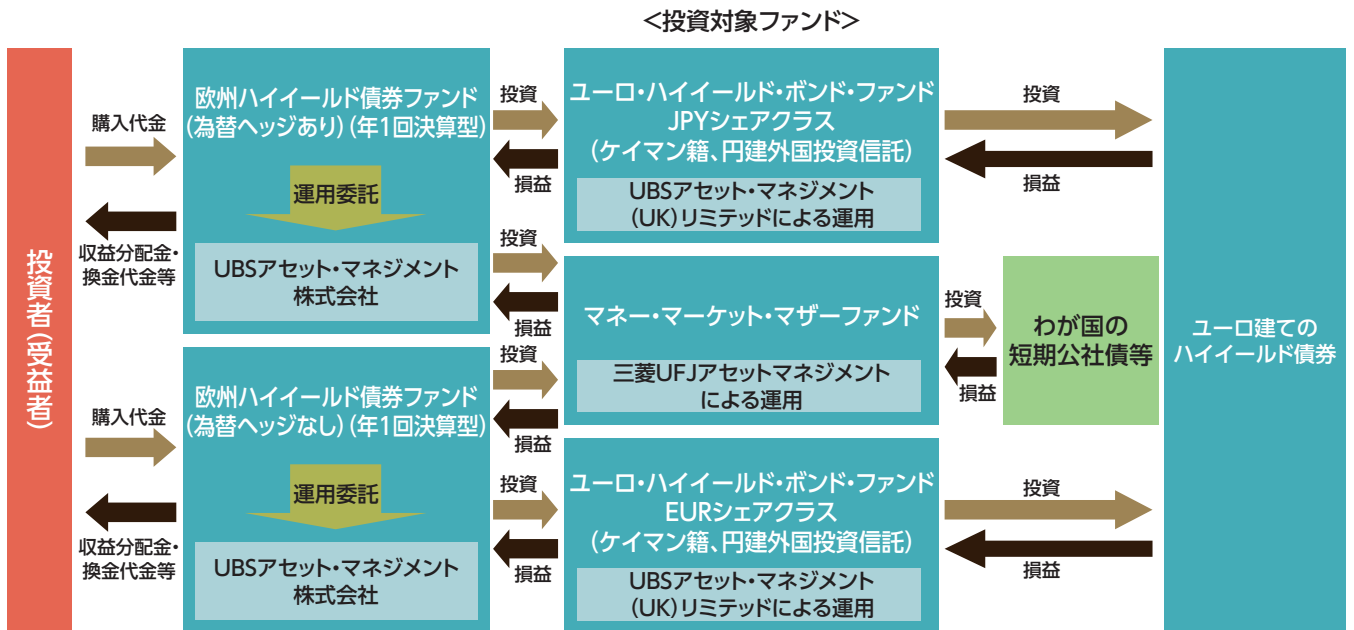 ＜投資対象ファンド＞
投資者（受益者）
購入代金
収益分配金・
換金代金等
欧州ハイイールド債券ファンド
（為替ヘッジあり）（年1回決算型）
運用委託
UBSアセット・マネジメント
株式会社
投資
損益
ユーロ・ハイイールド・ボンド・ファンド
JPYシェアクラス
（ケイマン籍、円建外国投資信託）
UBSアセット・マネジメント
（UK）リミテッドによる運用
投資
損益
投資
損益
マネー・マーケット・マザーファンド
三菱UFJアセットマネジメント
による運用
投資
損益
わが国の
短期公社債等
ユーロ建ての
ハイイールド債券
購入代金
収益分配金・
換金代金等
欧州ハイイールド債券ファンド
（為替ヘッジなし）（年1回決算型）
運用委託
UBSアセット・マネジメント
株式会社
投資
損益
投資
損益
ユーロ・ハイイールド・ボンド・ファンド
EURシェアクラス
（ケイマン籍、円建外国投資信託）
UBSアセット・マネジメント
（UK）リミテッドによる運用
投資
損益